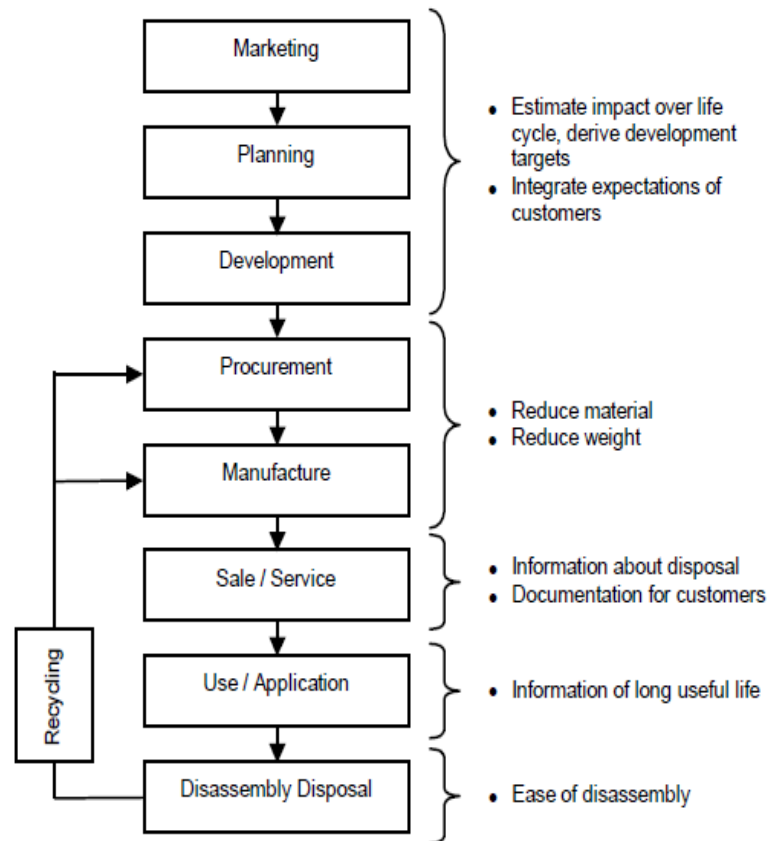 Marketing
Planning
Development
Procurement
Manufacture
Sale / Service
Use / Application
Disassembly Disposal
Recycling
• Estimate impact over life
cycle, derive development
targets
• Integrate expectations of
customers
• Reduce material
• Reduce weight
• Information about disposal
• Documentation for customers
• Information of long useful life
• Ease of disassembly